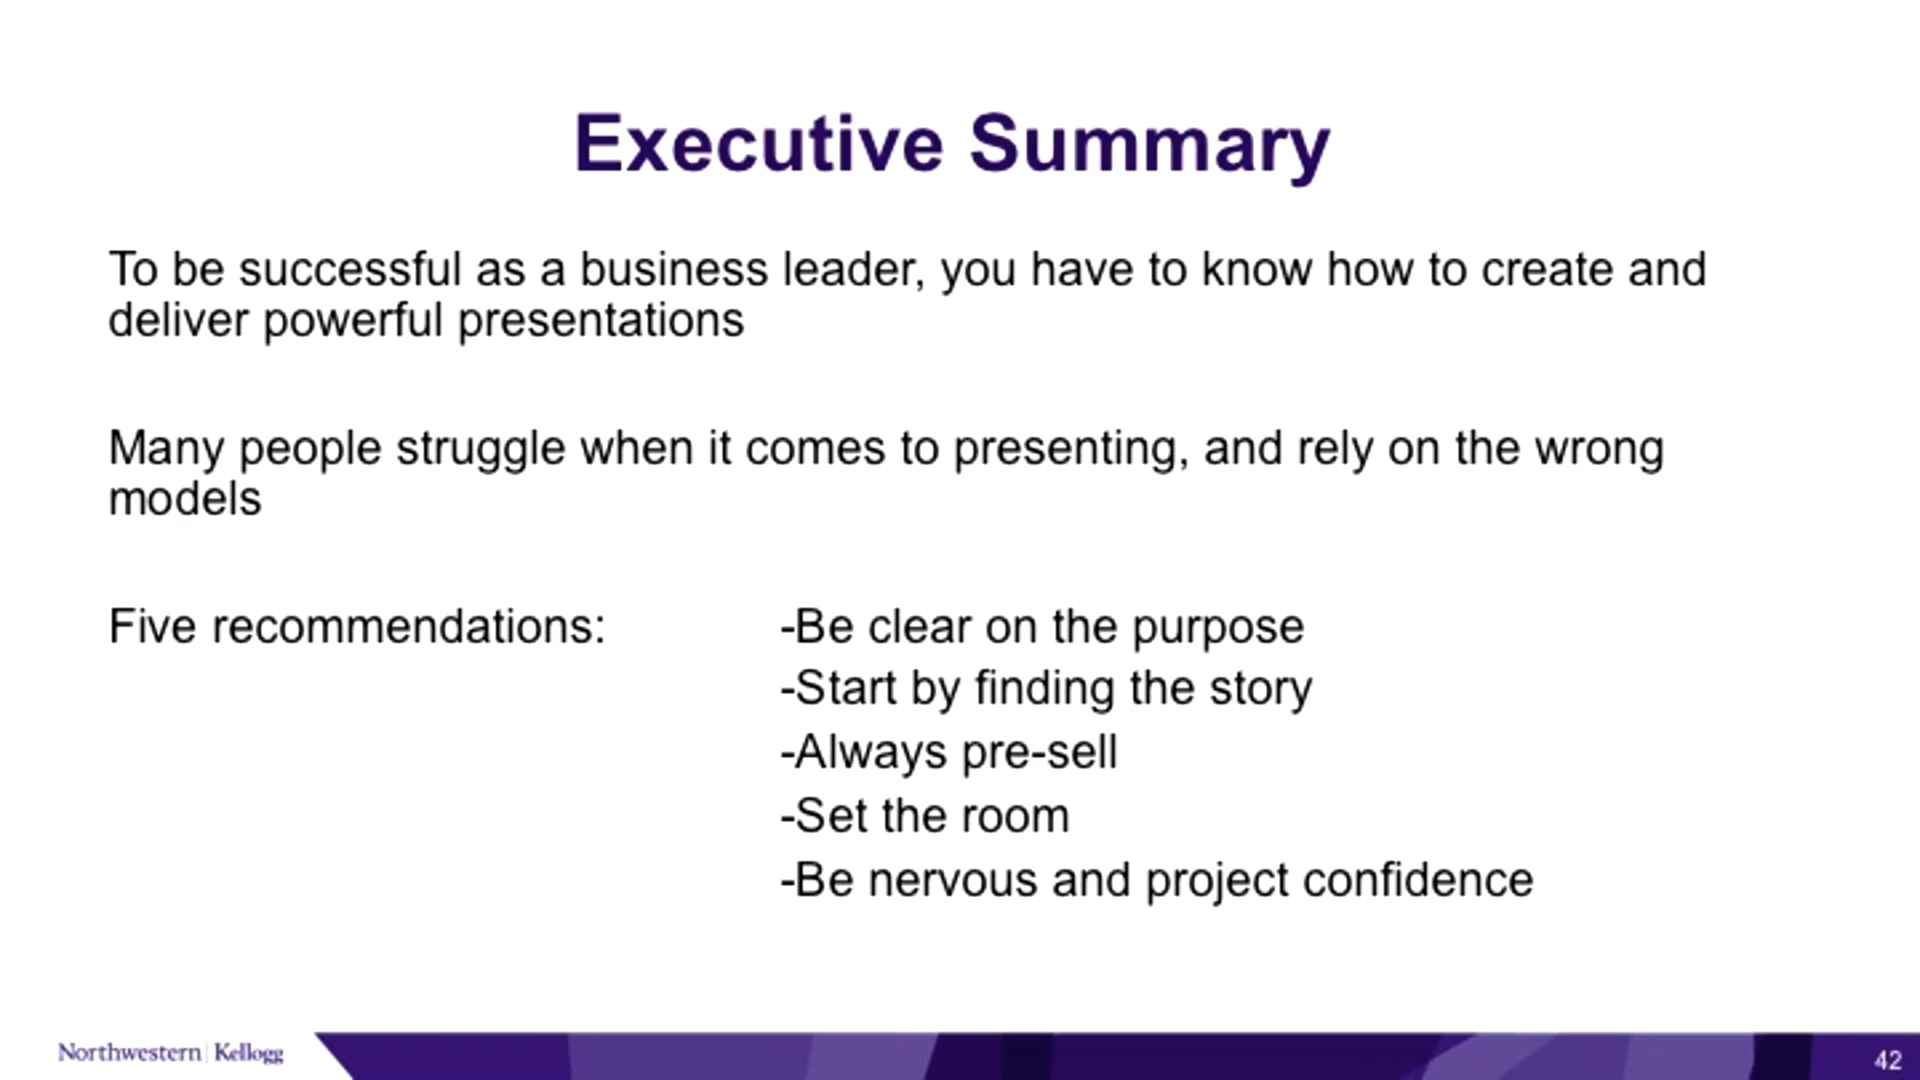 Executive Summary
To be successful as a business leader, you have to know how to create and
deliver powerful presentations
Many people struggle when it comes to presenting, and rely on the wrong
models
Five recommendations: -Be clear on the purpose
-Start by finding the story
-Always pre-sell
-Set the room
-Be nervous and project confidence
Northwestern | Kellogg
42